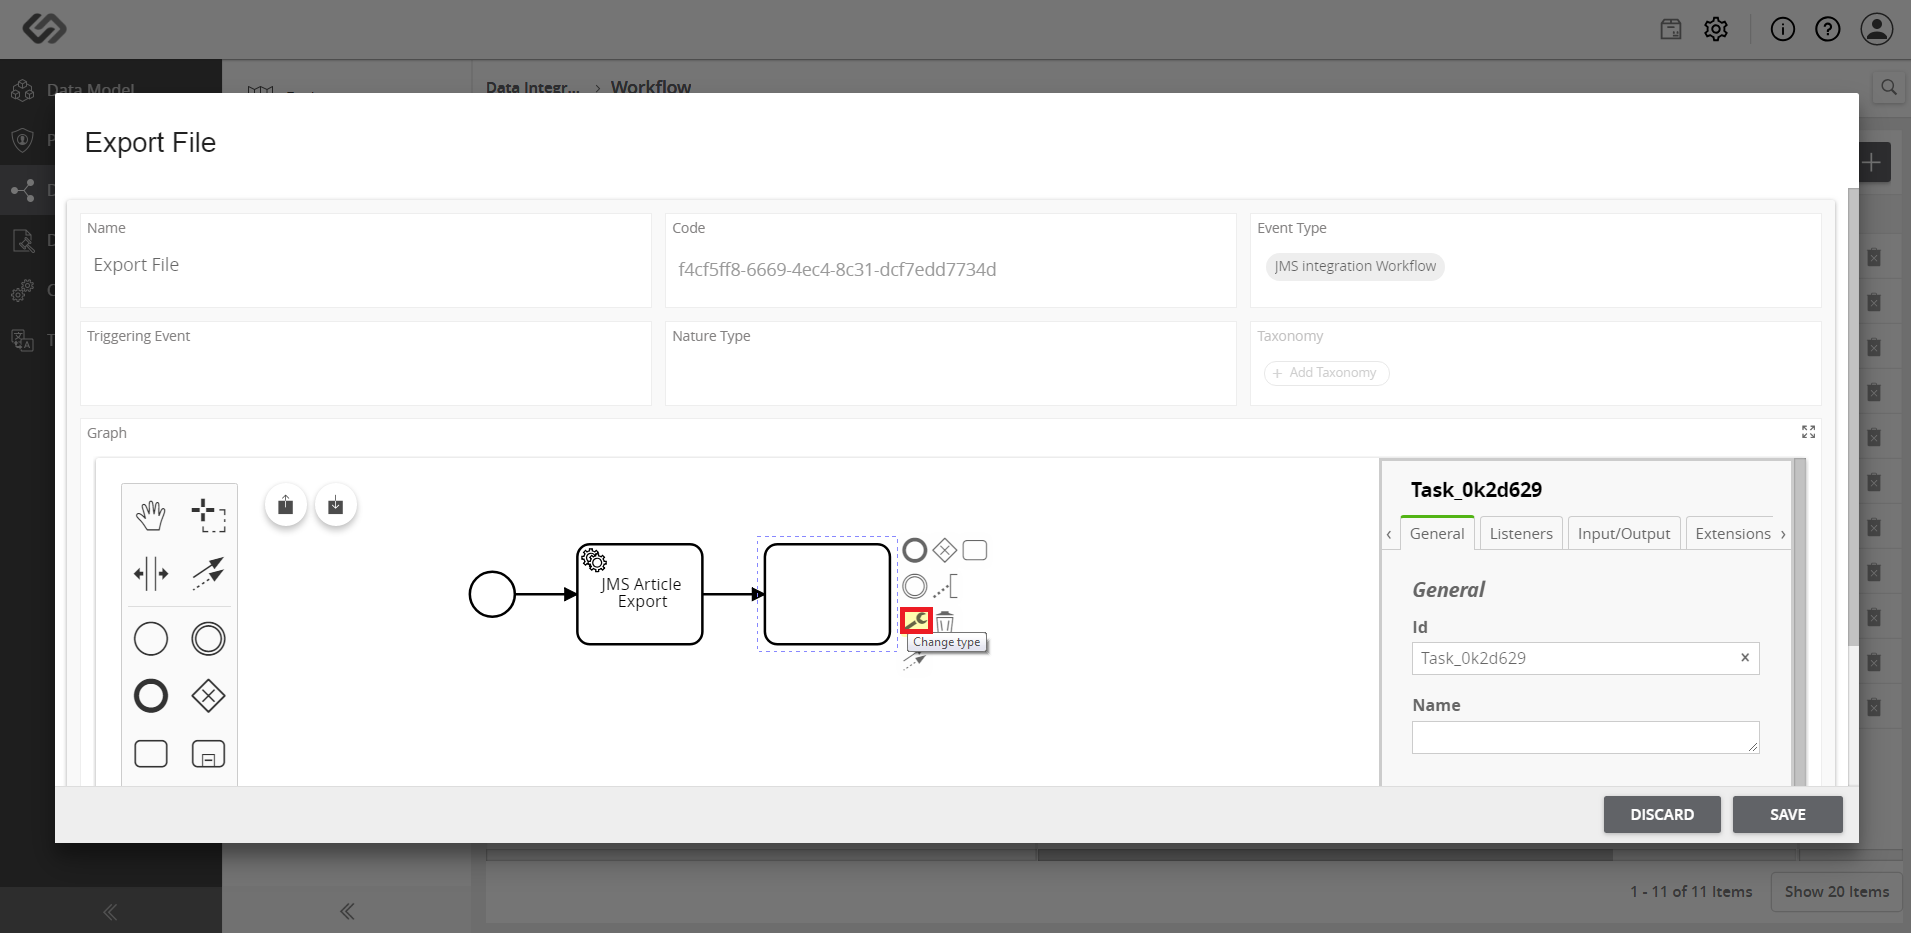 Data Model
Data Integr... › Workflow
Export File
Name
Export File
Code
f4cf5ff8-6669-4ec4-8c31-dcf7edd7734d
Event Type
JMS integration Workflow
Triggering Event
Nature Type
Taxonomy
+ Add Taxonomy
Graph
JMS Article
Export
Change type
Task_0k2d629
‹ General Listeners Input/Output Extensions ›
General
Id
Task_0k2d629 ×
Name
DISCARD SAVE
1 - 11 of 11 Items Show 20 Items